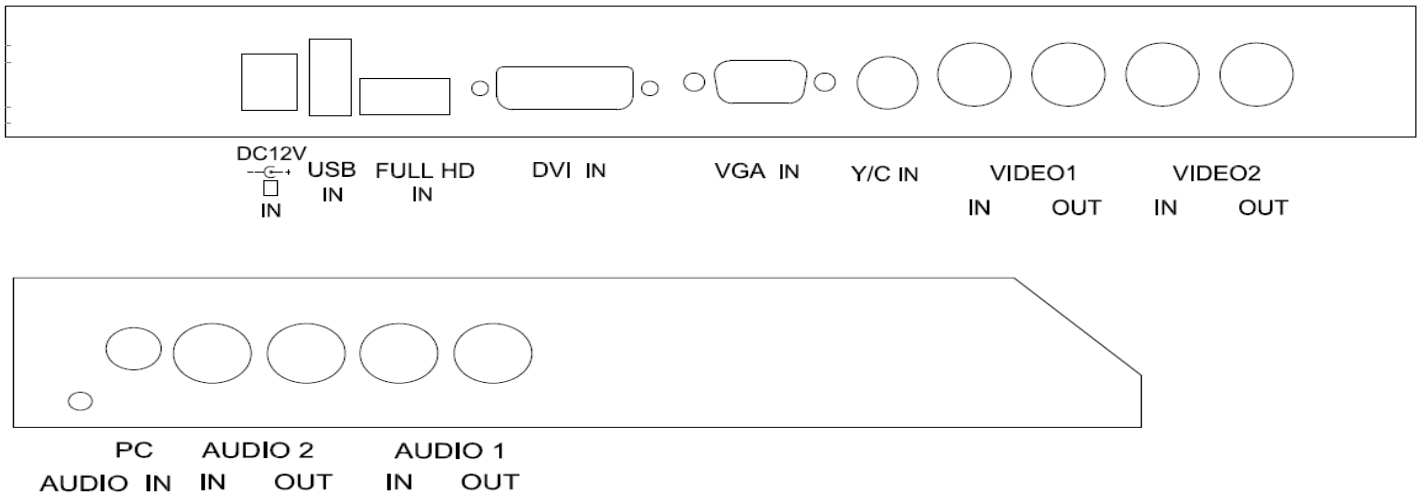 DC12V
USB FULL HD DVI IN VGA IN Y/C IN VIDEO1 VIDEO2
IN IN IN IN OUT IN OUT
PC AUDIO 2 AUDIO 1
AUDIO IN IN OUT IN OUT